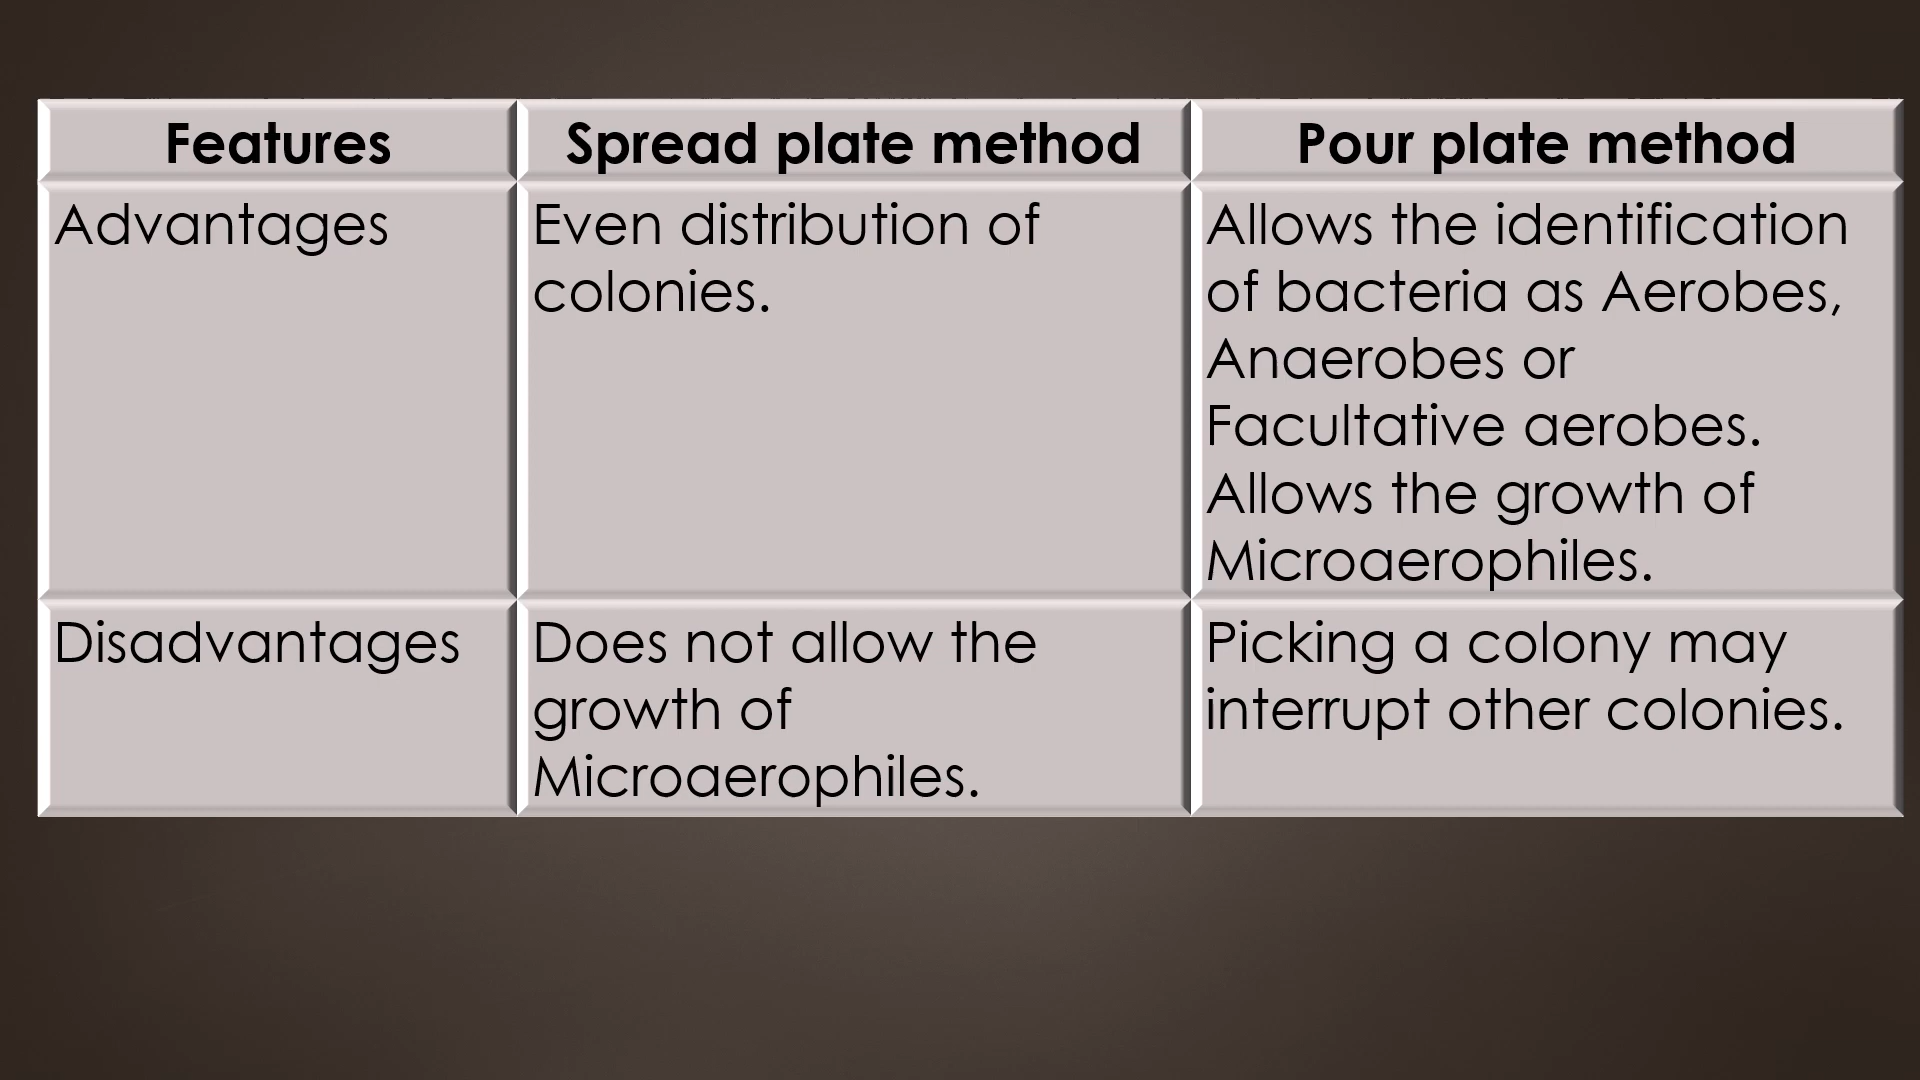 Features
Spread plate method
Pour plate method
Advantages
Even distribution of
colonies.
Allows the identification
of bacteria as Aerobes,
Anaerobes or
Facultative aerobes.
Allows the growth of
Microaerophiles.
Disadvantages
Does not allow the
growth of
Microaerophiles.
Picking a colony may
interrupt other colonies.